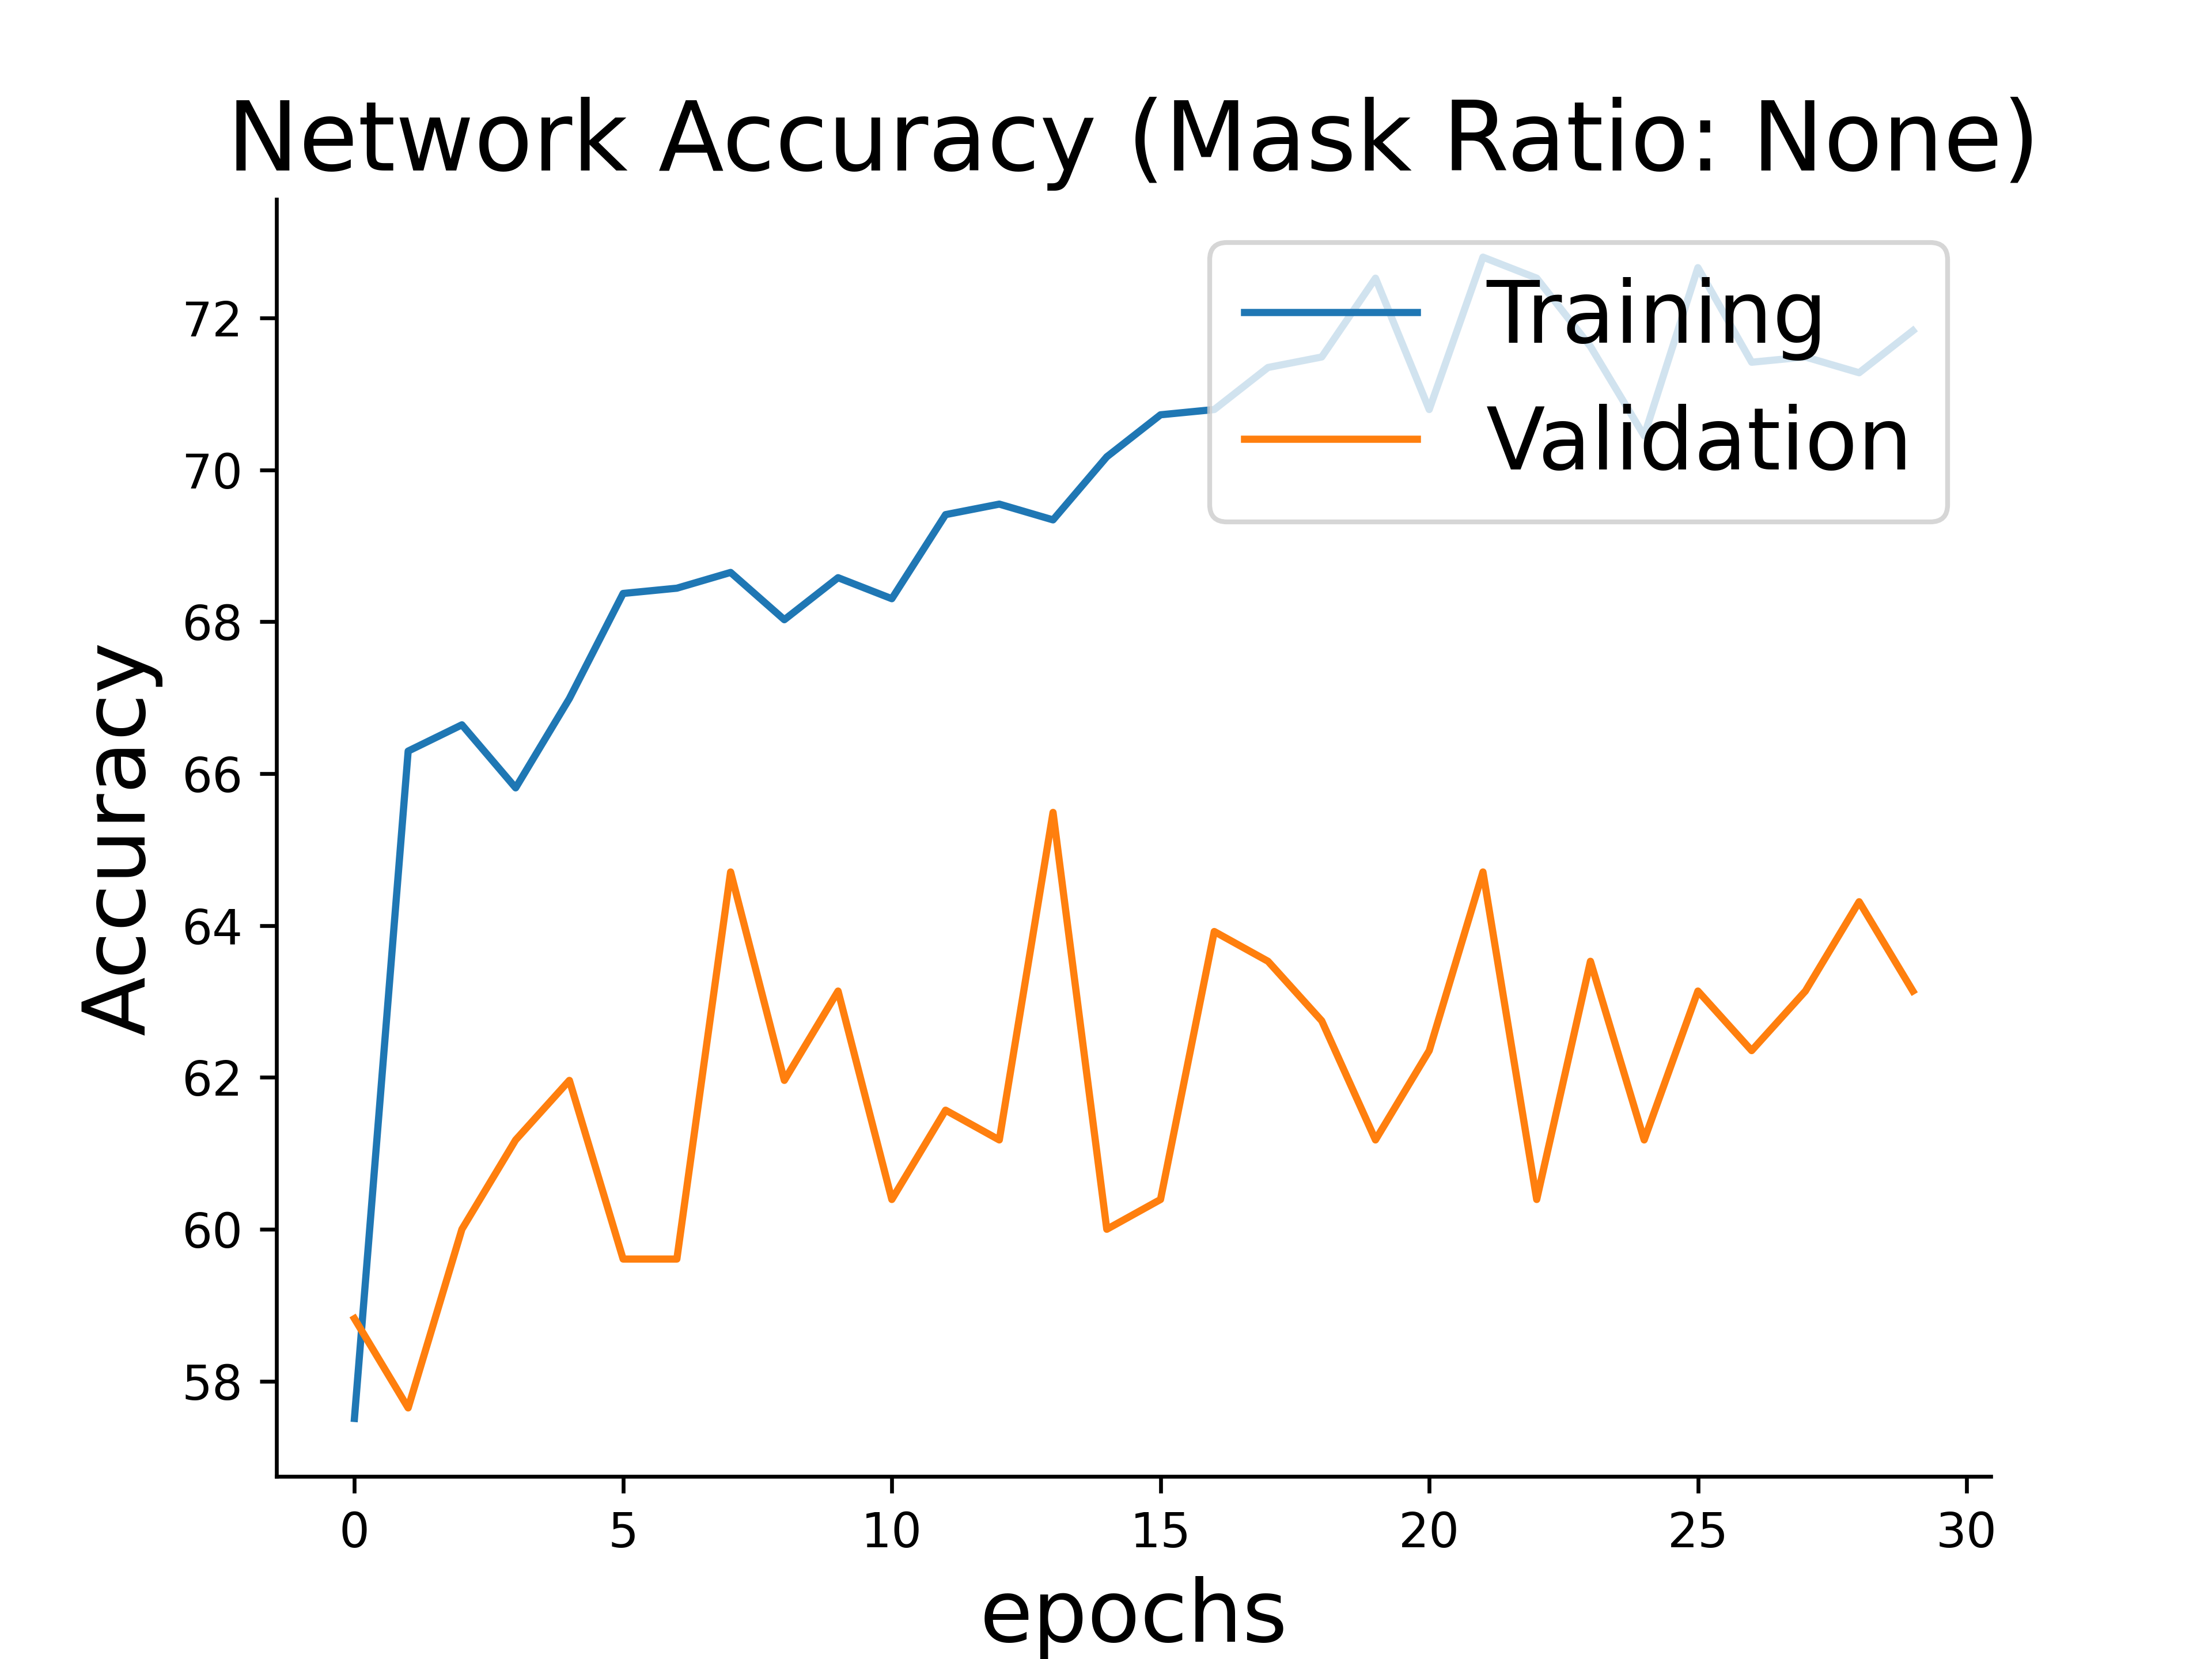 Network Accuracy (Mask Ratio: None)
Training
Validation
Accuracy
72
70
68
66
64
62
60
58
0 5 10 15 20 25 30
epochs